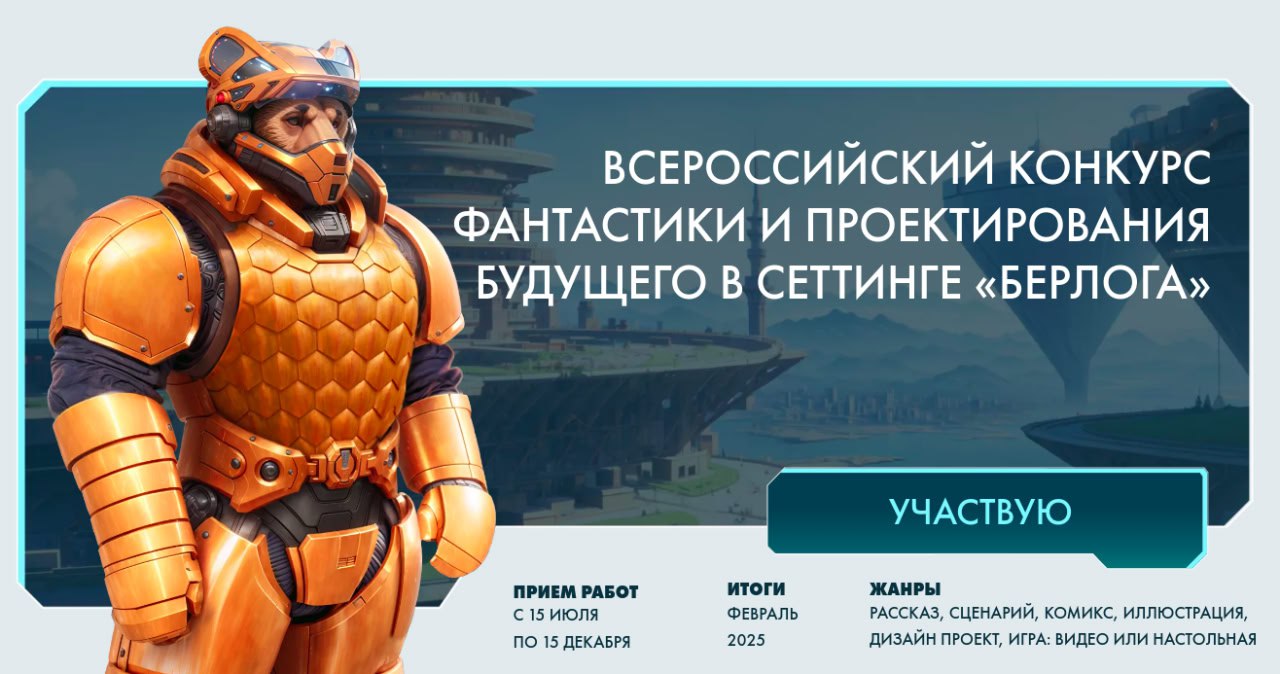 ВСЕРОССИЙСКИЙ КОНКУРС
ФАНТАСТИКИ И ПРОЕКТИРОВАНИЯ
БУДУЩЕГО В СЕТТИНГЕ «БЕРЛОГА»
УЧАСТВУЮ
ПРИЕМ РАБОТ
С 15 ИЮЛЯ
ПО 15 ДЕКАБРЯ
ИТОГИ
ФЕВРАЛЬ
2025
ЖАНРЫ
РАССКАЗ, СЦЕНАРИЙ, КОМИКС, ИЛЛЮСТРАЦИЯ,
ДИЗАЙН ПРОЕКТ, ИГРА: ВИДЕО ИЛИ НАСТОЛЬНАЯ